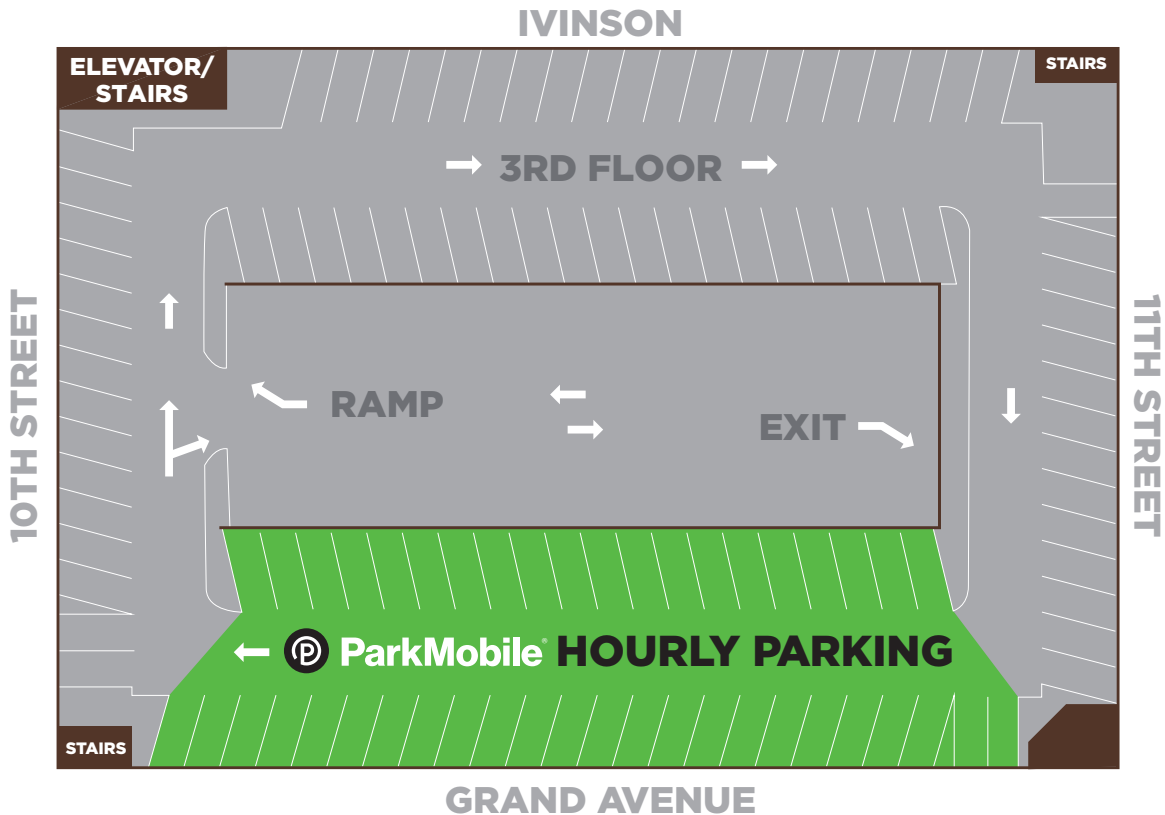 IVINSON
ELEVATOR/
STAIRS
STAIRS
3RD FLOOR
10TH STREET
11TH STREET
RAMP
EXIT
P ParkMobile® HOURLY PARKING
STAIRS
GRAND AVENUE